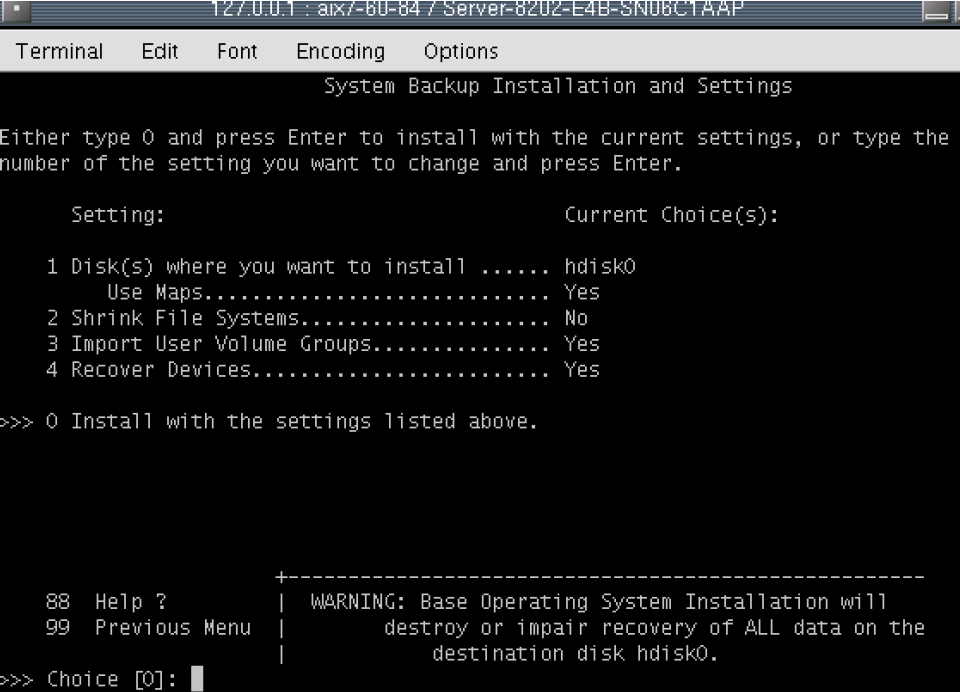 127.0.0.1 : aix7-60-84 / Server-8202-E4B-SN06C1AAP
Terminal Edit Font Encoding Options
System Backup Installation and Settings
Either type 0 and press Enter to install with the current settings, or type the
number of the setting you want to change and press Enter.
Setting: Current Choice(s):
1 Disk(s) where you want to install ...... hdisk0
Use Maps............................. Yes
2 Shrink File Systems..................... No
3 Import User Volume Groups............... Yes
4 Recover Devices......................... Yes
>>> 0 Install with the settings listed above.
+-----------------------------------------------------
88 Help ? | WARNING: Base Operating System Installation will
99 Previous Menu | destroy or impair recovery of ALL data on the
| destination disk hdisk0.
>>> Choice [0]: